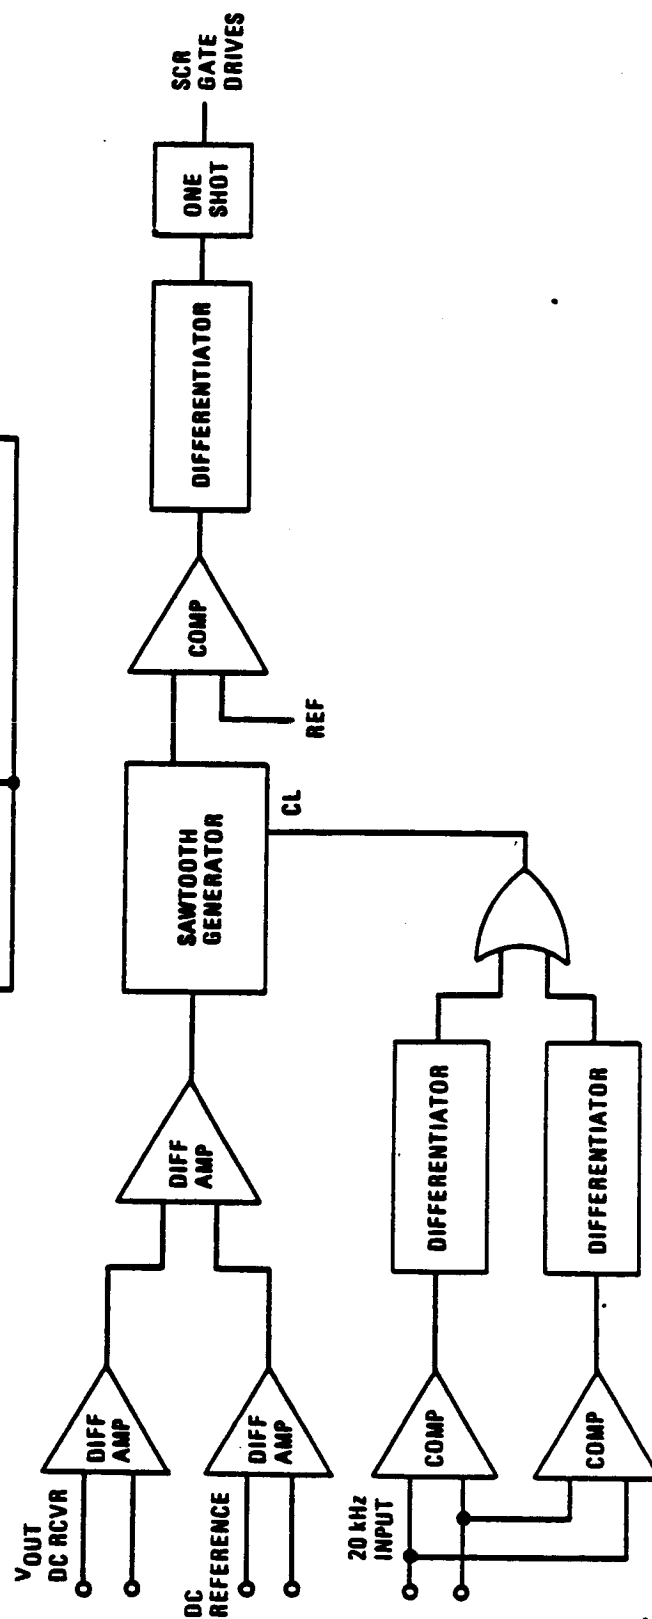 V_OUT
DC RCVR
DIFF
AMP
DC
REFERENCE
DIFF
AMP
DIFF
AMP
SAWTOOTH
GENERATOR
CL
REF
COMP
DIFFERENTIATOR
ONE
SHOT
SCR
GATE
DRIVES
20 kHz
INPUT
COMP
DIFFERENTIATOR
COMP
DIFFERENTIATOR